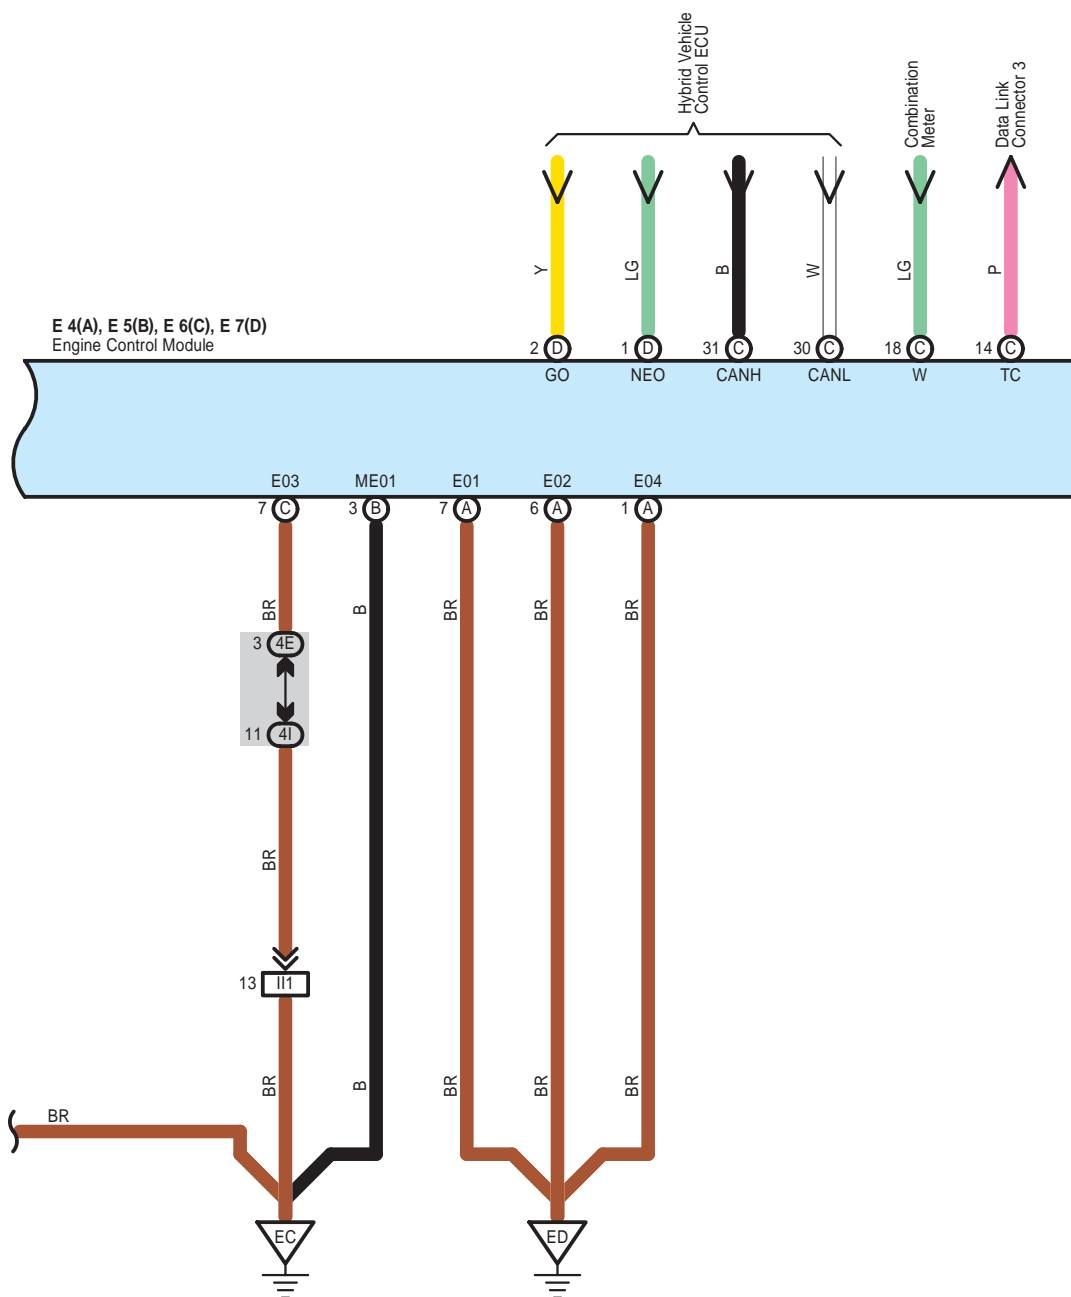 Hybrid Vehicle
Control ECU
Combination
Meter
Data Link
Connector 3
Y
LG
B
W
LG
P
E 4(A), E 5(B), E 6(C), E 7(D)
Engine Control Module
2 D
1 D
31 C
30 C
18 C
14 C
GO
NEO
CANH
CANL
W
TC
E03
ME01
E01
E02
E04
7 C
3 B
7 A
6 A
1 A
BR
B
BR
BR
BR
3 4E
11 4I
BR
13 II1
BR
B
BR
BR
BR
BR
EC
ED